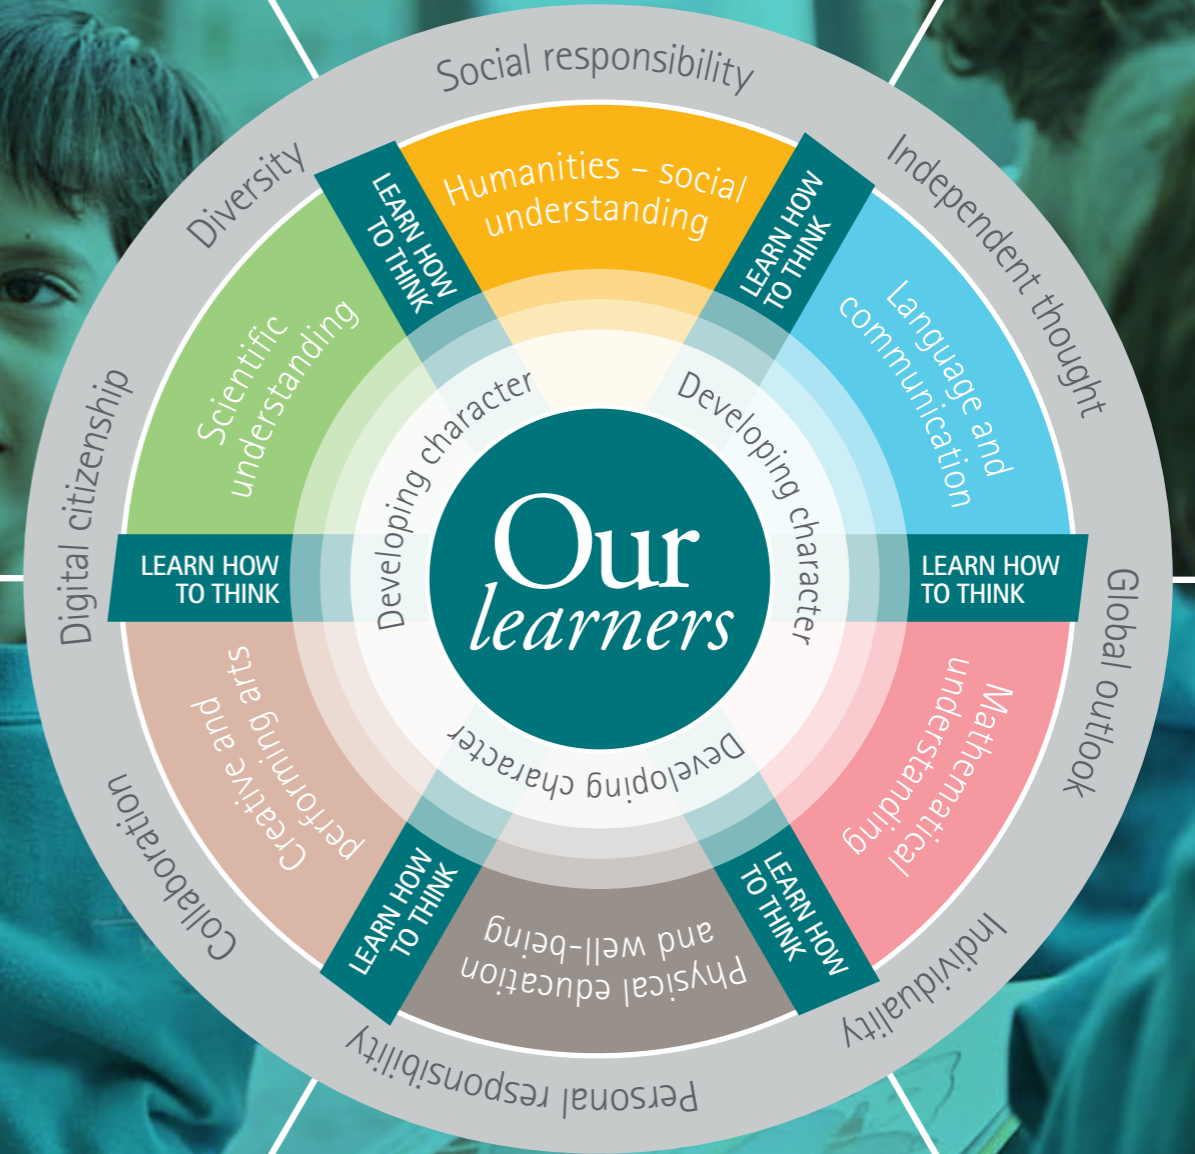 Social responsibility
Independent thought
Global outlook
Individuality
Personal responsibility
Collaboration
Digital citizenship
Diversity
Humanities – social
understanding
LEARN HOW
TO THINK
Language and
communication
LEARN HOW
TO THINK
Mathematical
understanding
LEARN HOW
TO THINK
Physical education
and well-being
LEARN HOW
TO THINK
Creative and
performing arts
LEARN HOW
TO THINK
Scientific
understanding
LEARN HOW
TO THINK
Developing character
Developing character
Developing character
Our
learners